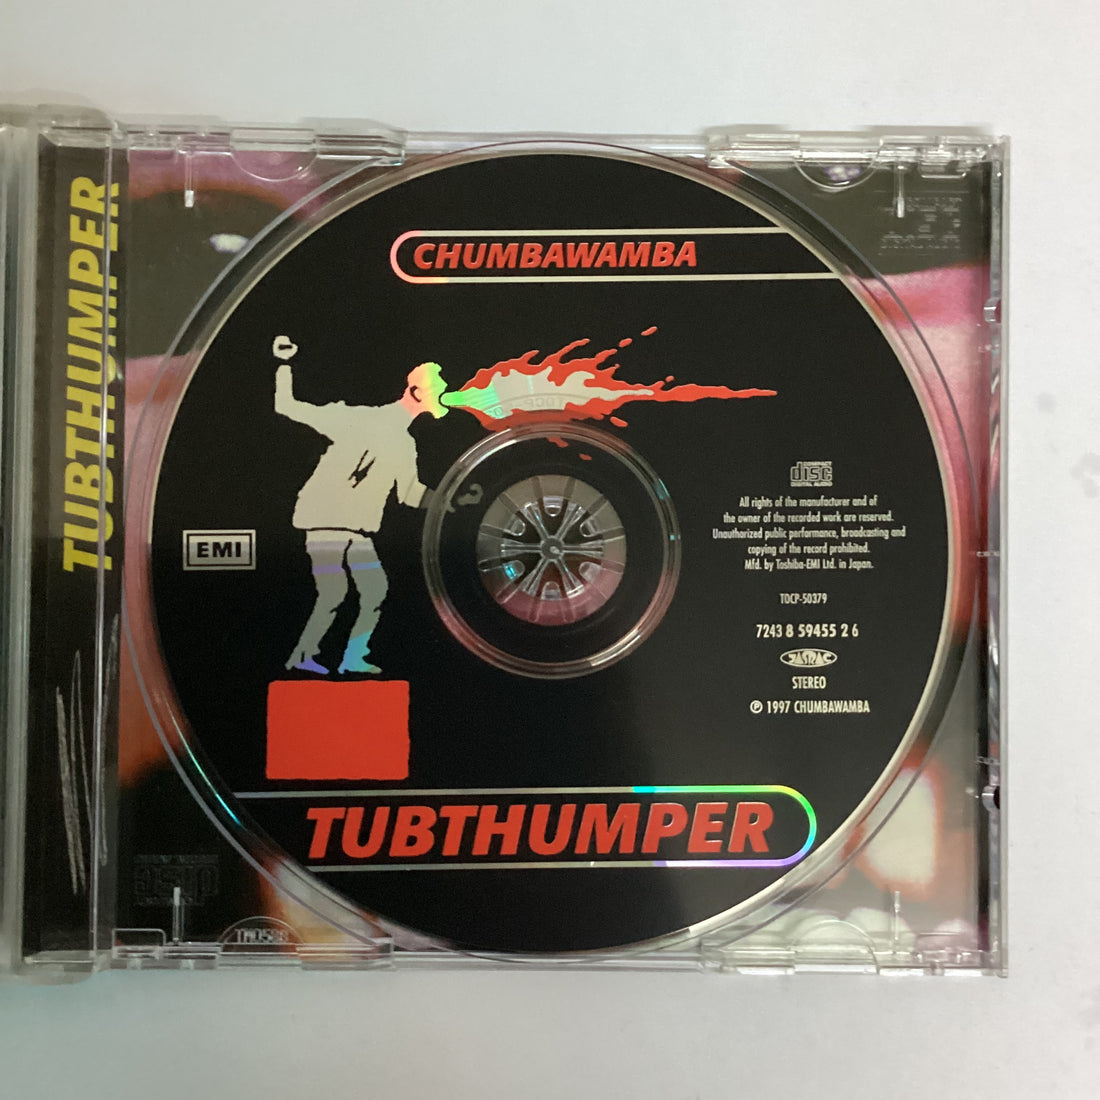 TUBTHUMPER
CHUMBAWAMBA
COMPACT
disc
DIGITAL AUDIO
All rights of the manufacturer and of
the owner of the recorded work are reserved.
Unauthorized public performance, broadcasting and
copying of the record prohibited.
Mfd. by Toshiba-EMI Ltd. in Japan.
EMI
TOCP-50379
7243 8 59455 2 6
JASRAC
STEREO
Ⓟ 1997 CHUMBAWAMBA
TUBTHUMPER